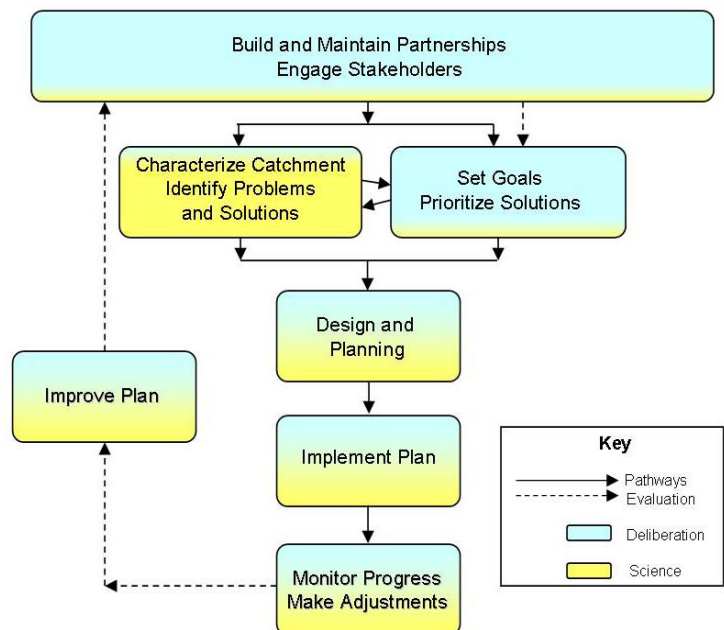 Build and Maintain Partnerships
Engage Stakeholders
Characterize Catchment
Identify Problems
and Solutions
Set Goals
Prioritize Solutions
Design and
Planning
Improve Plan
Implement Plan
Monitor Progress
Make Adjustments
Key
Pathways
Evaluation
Deliberation
Science